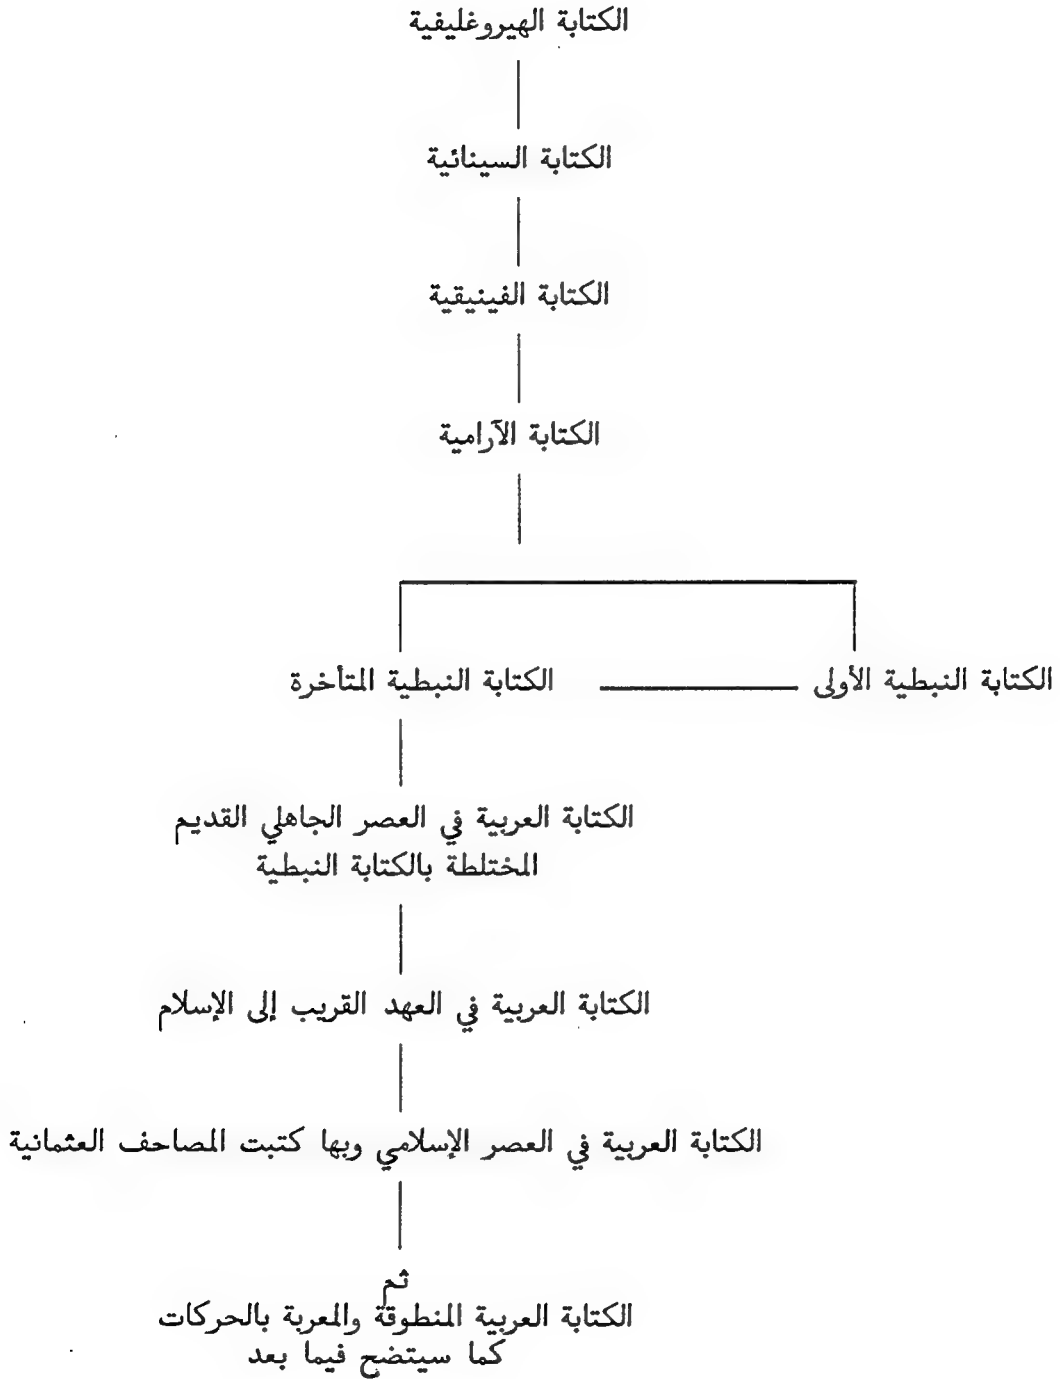 الكتابة الهيروغليفية
الكتابة السينائية
الكتابة الفينيقية
الكتابة الآرامية
الكتابة النبطية الأولى
الكتابة النبطية المتأخرة
الكتابة العربية في العصر الجاهلي القديم
المختلطة بالكتابة النبطية
الكتابة العربية في العهد القريب إلى الإسلام
الكتابة العربية في العصر الإسلامي وبها كتبت المصاحف العثمانية
ثم
الكتابة العربية المنطوقة والمعربة بالحركات
كما سيتضح فيما بعد